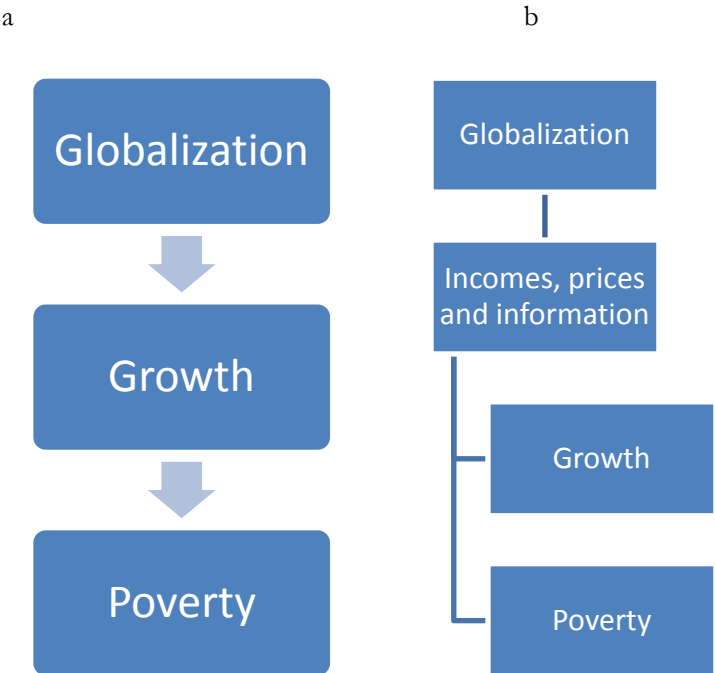 a
Globalization
Growth
Poverty
b
Globalization
Incomes, prices
and information
Growth
Poverty